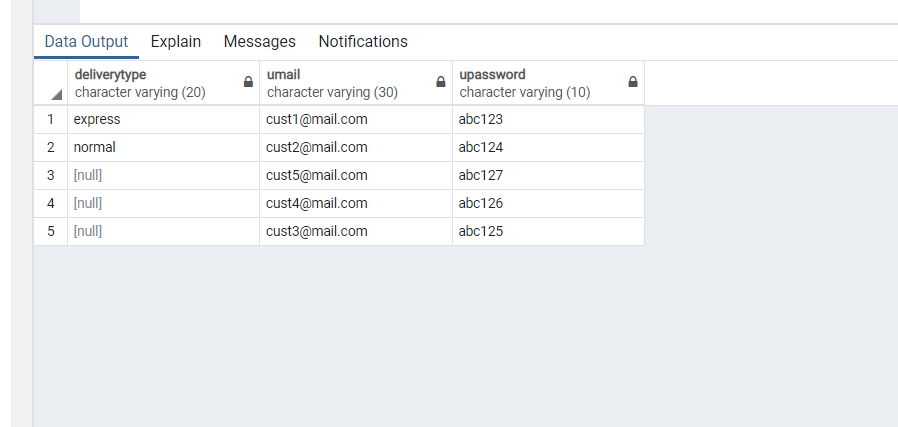 Data Output Explain Messages Notifications
deliverytype umail upassword
character varying (20) character varying (30) character varying (10)
1 express cust1@mail.com abc123
2 normal cust2@mail.com abc124
3 [null] cust5@mail.com abc127
4 [null] cust4@mail.com abc126
5 [null] cust3@mail.com abc125